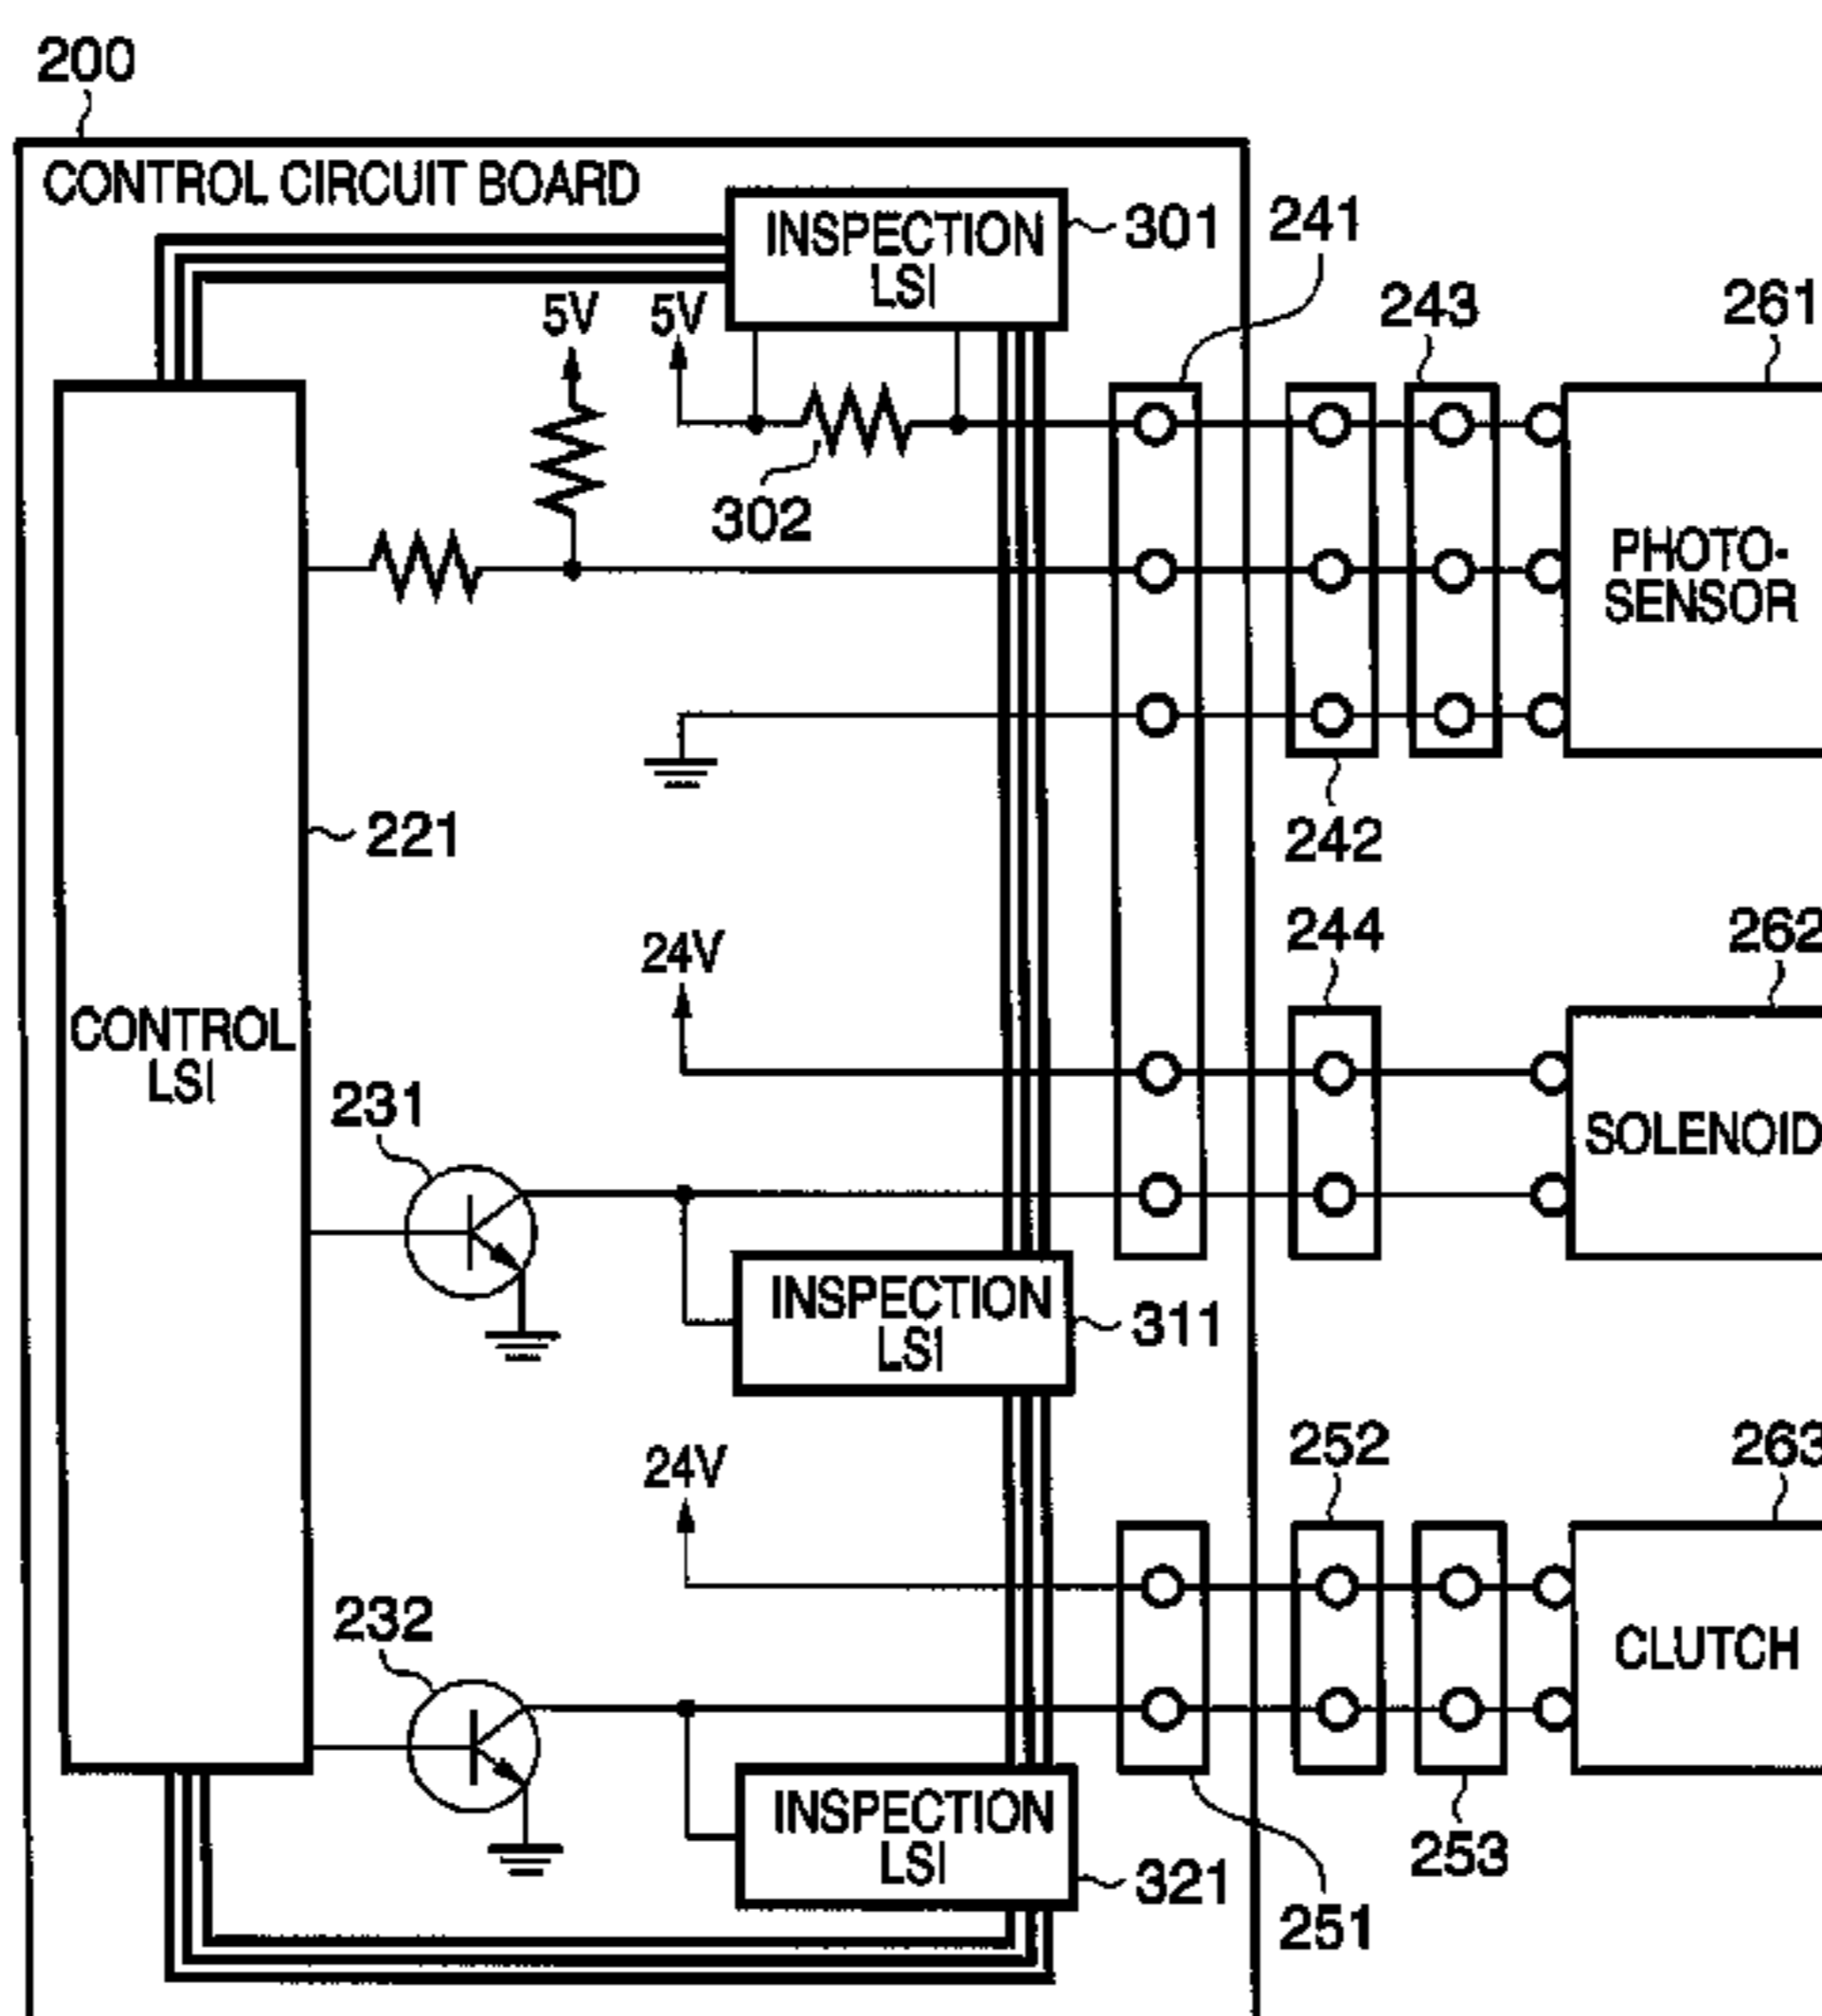 200
CONTROL CIRCUIT BOARD
INSPECTION
LSI
301
241
5V
5V
243
261
302
PHOTO-
SENSOR
221
242
24V
244
262
CONTROL
LSI
231
SOLENOID
INSPECTION
LSI
311
24V
252
263
232
CLUTCH
INSPECTION
LSI
321
253
251